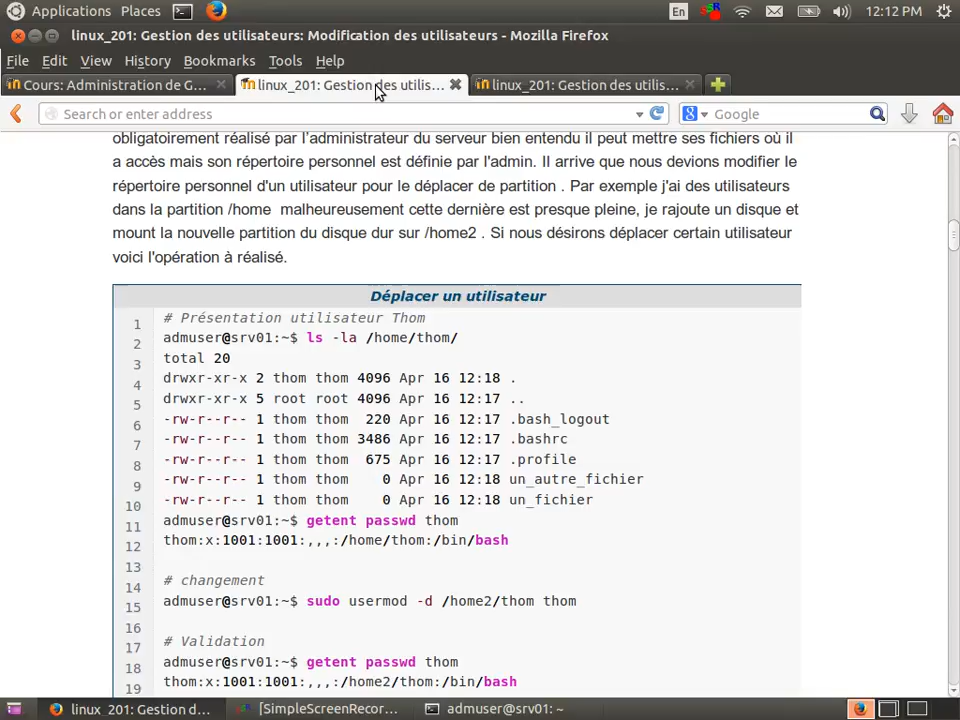 Applications Places En 12:12 PM
linux_201: Gestion des utilisateurs: Modification des utilisateurs - Mozilla Firefox
File Edit View History Bookmarks Tools Help
Cours: Administration de G... linux_201: Gestion des utilis... linux_201: Gestion des utilis...
Search or enter address Google
obligatoirement réalisé par l'administrateur du serveur bien entendu il peut mettre ses fichiers où il
a accès mais son répertoire personnel est définie par l'admin. Il arrive que nous devions modifier le
répertoire personnel d'un utilisateur pour le déplacer de partition . Par exemple j'ai des utilisateurs
dans la partition /home malheureusement cette dernière est presque pleine, je rajoute un disque et
mount la nouvelle partition du disque dur sur /home2 . Si nous désirons déplacer certain utilisateur
voici l'opération à réalisé.
Déplacer un utilisateur
1 # Présentation utilisateur Thom
2 admuser@srv01:~$ ls -la /home/thom/
3 total 20
4 drwxr-xr-x 2 thom thom 4096 Apr 16 12:18 .
5 drwxr-xr-x 5 root root 4096 Apr 16 12:17 ..
6 -rw-r--r-- 1 thom thom 220 Apr 16 12:17 .bash_logout
7 -rw-r--r-- 1 thom thom 3486 Apr 16 12:17 .bashrc
8 -rw-r--r-- 1 thom thom 675 Apr 16 12:17 .profile
9 -rw-r--r-- 1 thom thom 0 Apr 16 12:18 un_autre_fichier
10 -rw-r--r-- 1 thom thom 0 Apr 16 12:18 un_fichier
11 admuser@srv01:~$ getent passwd thom
12 thom:x:1001:1001:,,,:/home/thom:/bin/bash
13
14 # changement
15 admuser@srv01:~$ sudo usermod -d /home2/thom thom
16
17 # Validation
18 admuser@srv01:~$ getent passwd thom
19 thom:x:1001:1001:,,,:/home2/thom:/bin/bash
linux_201: Gestion d... [SimpleScreenRecor... admuser@srv01: ~